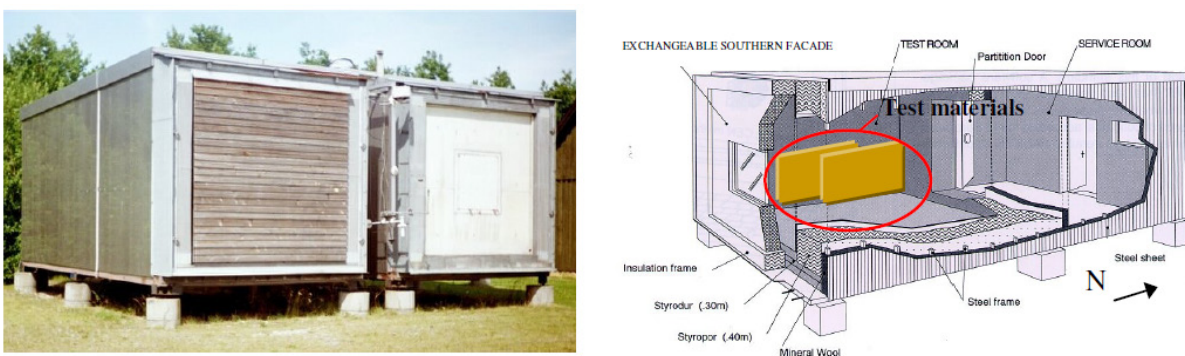 EXCHANGEABLE SOUTHERN FACADE
TEST ROOM
SERVICE ROOM
Partitition Door
Test materials
Insulation frame
Styrodur (.30m)
Styropor (.40m)
Mineral Wool
Steel frame
Steel sheet
N